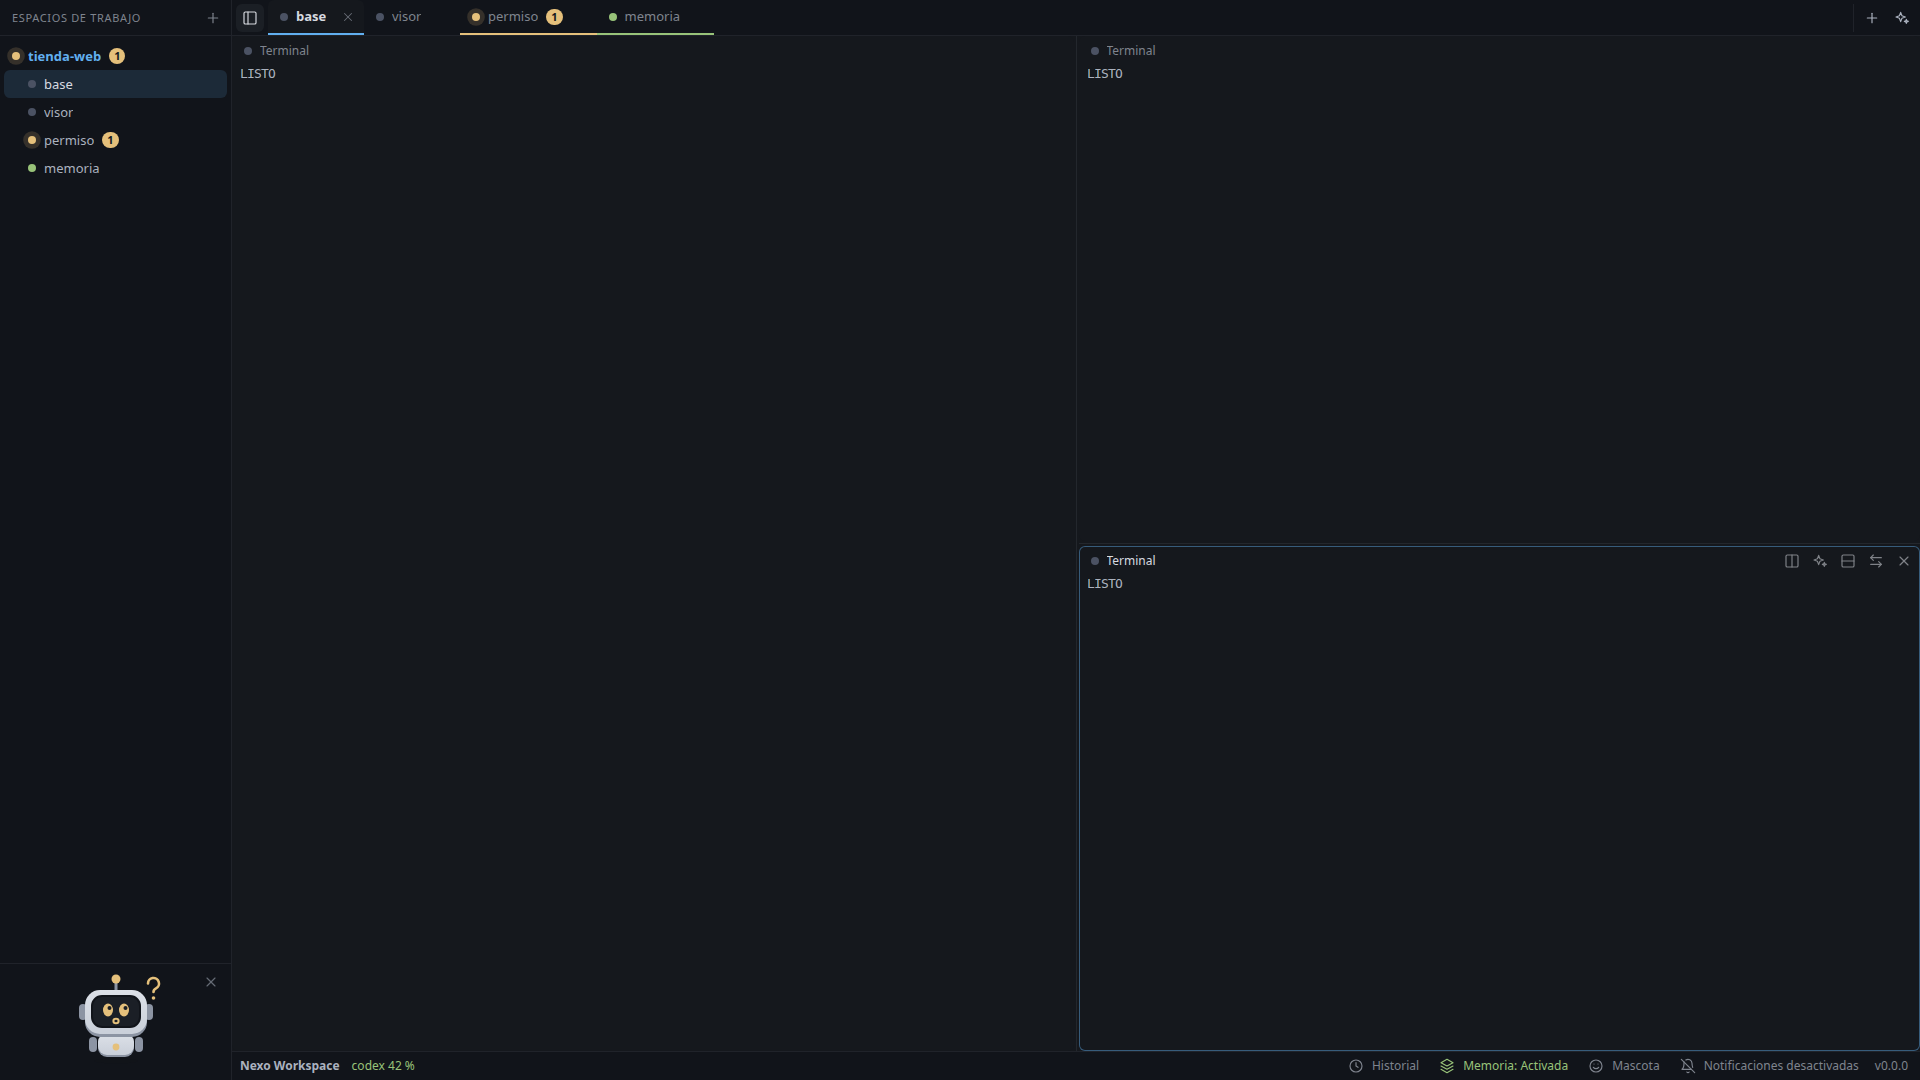 ESPACIOS DE TRABAJO
tienda-web 1
base
visor
permiso 1
memoria
base
visor
permiso 1
memoria
Terminal
LISTO
Terminal
LISTO
Terminal
LISTO
?
Nexo Workspace
codex 42 %
Historial
Memoria: Activada
Mascota
Notificaciones desactivadas
v0.0.0